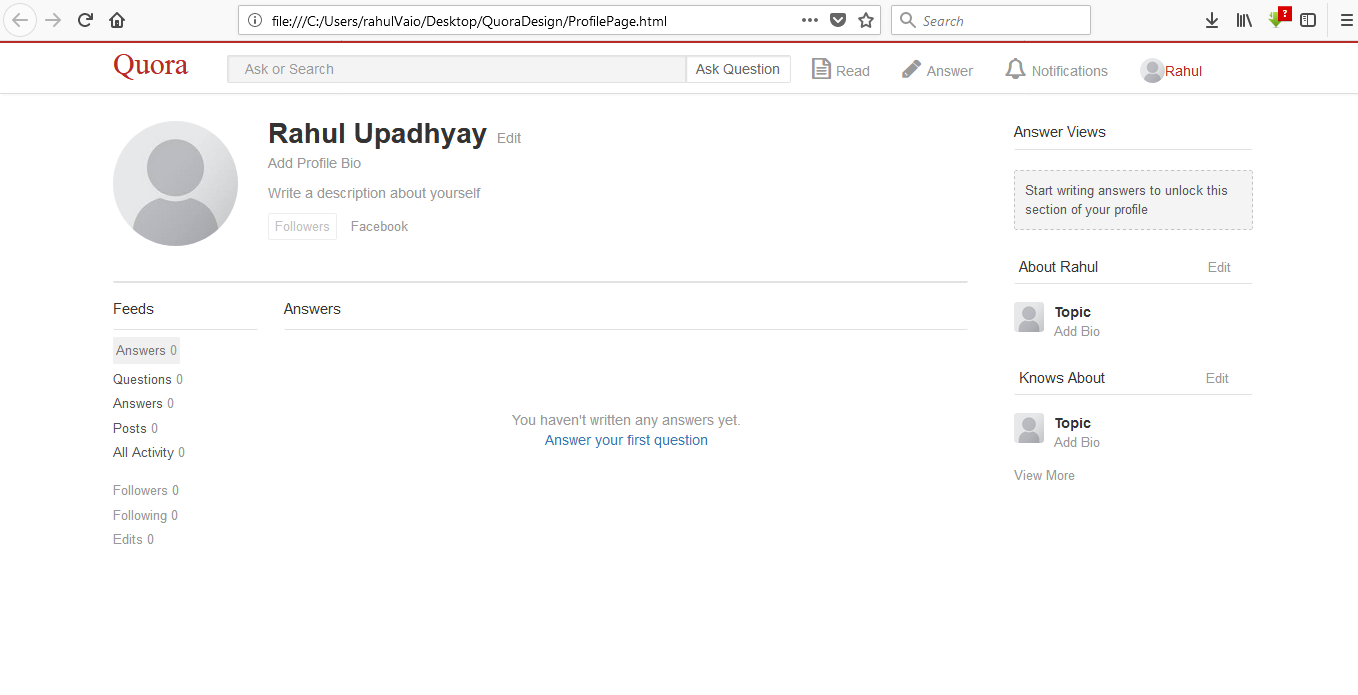 file:///C:/Users/rahulVaio/Desktop/QuoraDesign/ProfilePage.html
Search
?
Quora
Ask or Search
Ask Question
Read
Answer
Notifications
Rahul
Rahul Upadhyay Edit
Add Profile Bio
Write a description about yourself
Followers Facebook
Feeds
Answers 0
Questions 0
Answers 0
Posts 0
All Activity 0
Followers 0
Following 0
Edits 0
Answers
You haven't written any answers yet.
Answer your first question
Answer Views
Start writing answers to unlock this
section of your profile
About Rahul Edit
Topic
Add Bio
Knows About Edit
Topic
Add Bio
View More